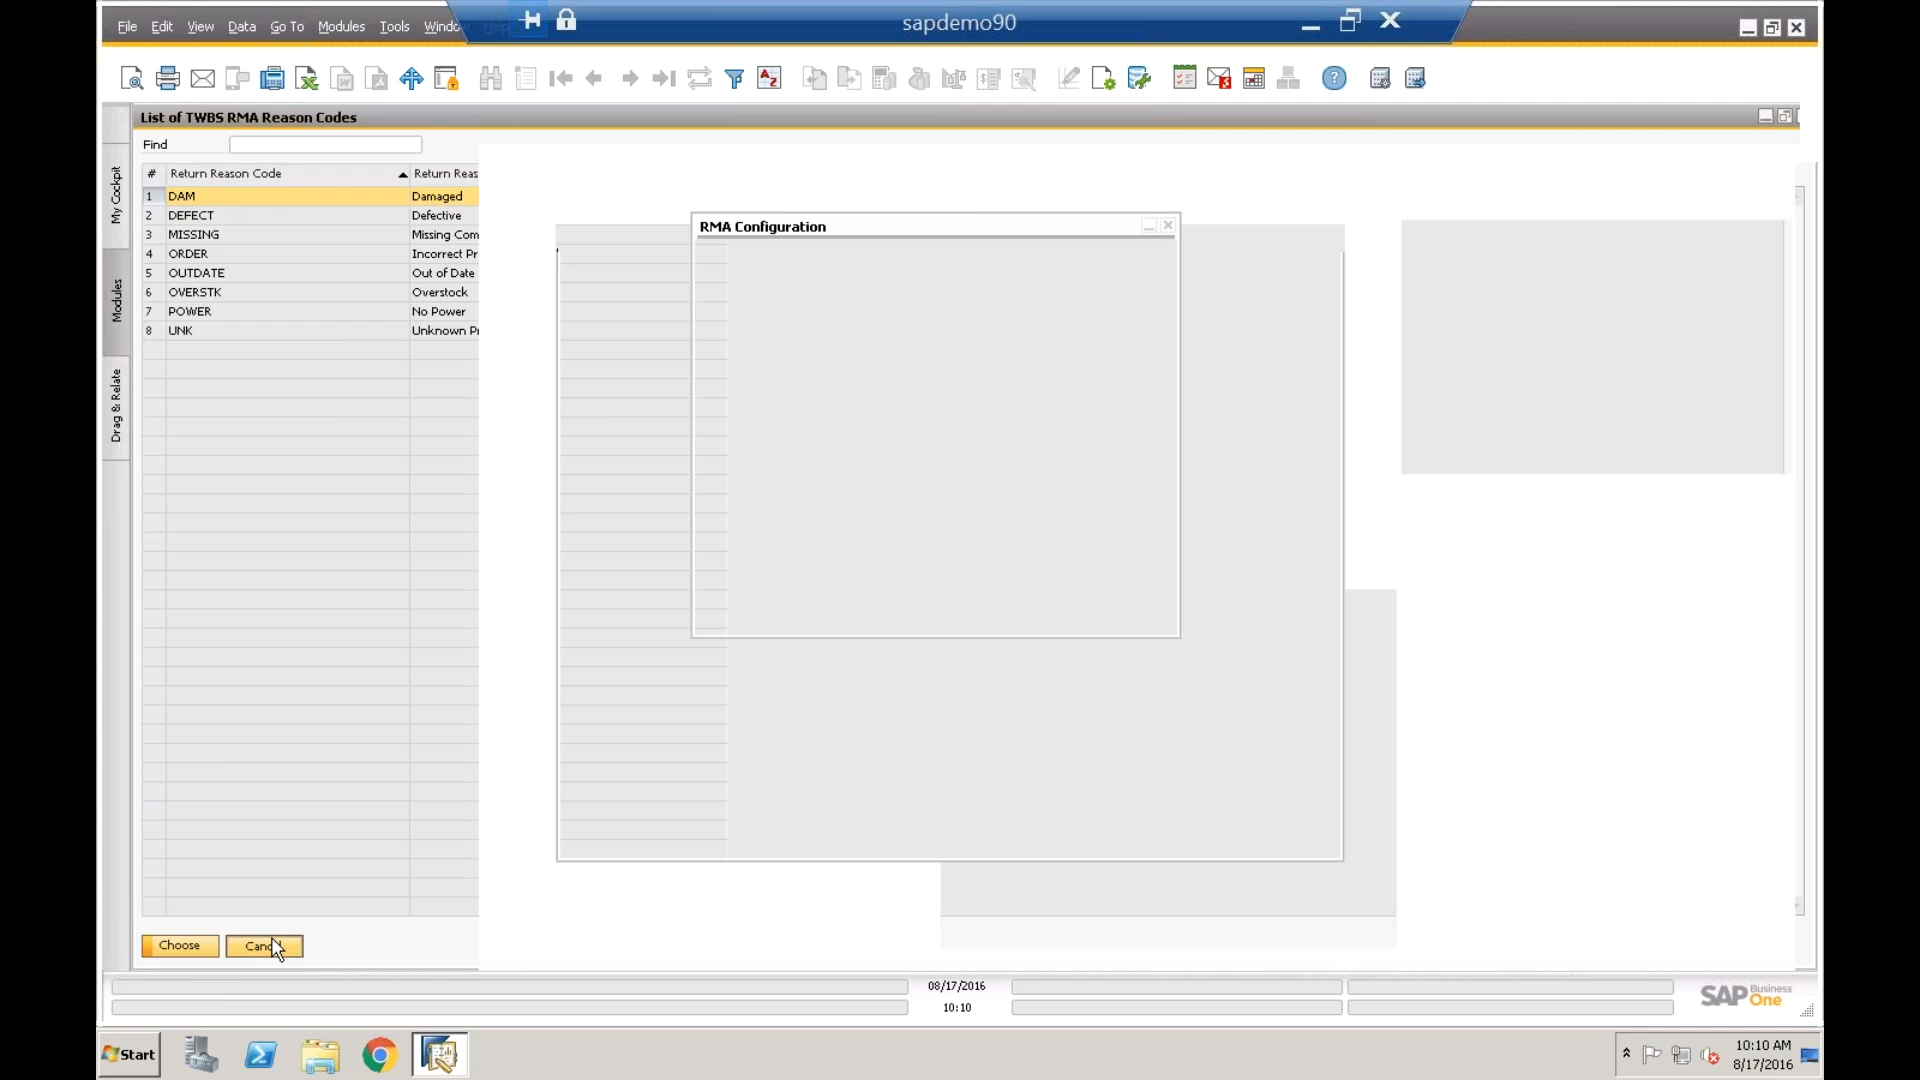 File Edit View Data Go To Modules Tools Window
sapdemo90
List of TWBS RMA Reason Codes
Find
# Return Reason Code Return Reas
1 DAM Damaged
2 DEFECT Defective
3 MISSING Missing Com
4 ORDER Incorrect Pr
5 OUTDATE Out of Date
6 OVERSTK Overstock
7 POWER No Power
8 UNK Unknown Pr
My Cockpit
Modules
Drag & Relate
RMA Configuration
Choose Cancel
08/17/2016
10:10
SAP Business One
Start
10:10 AM
8/17/2016